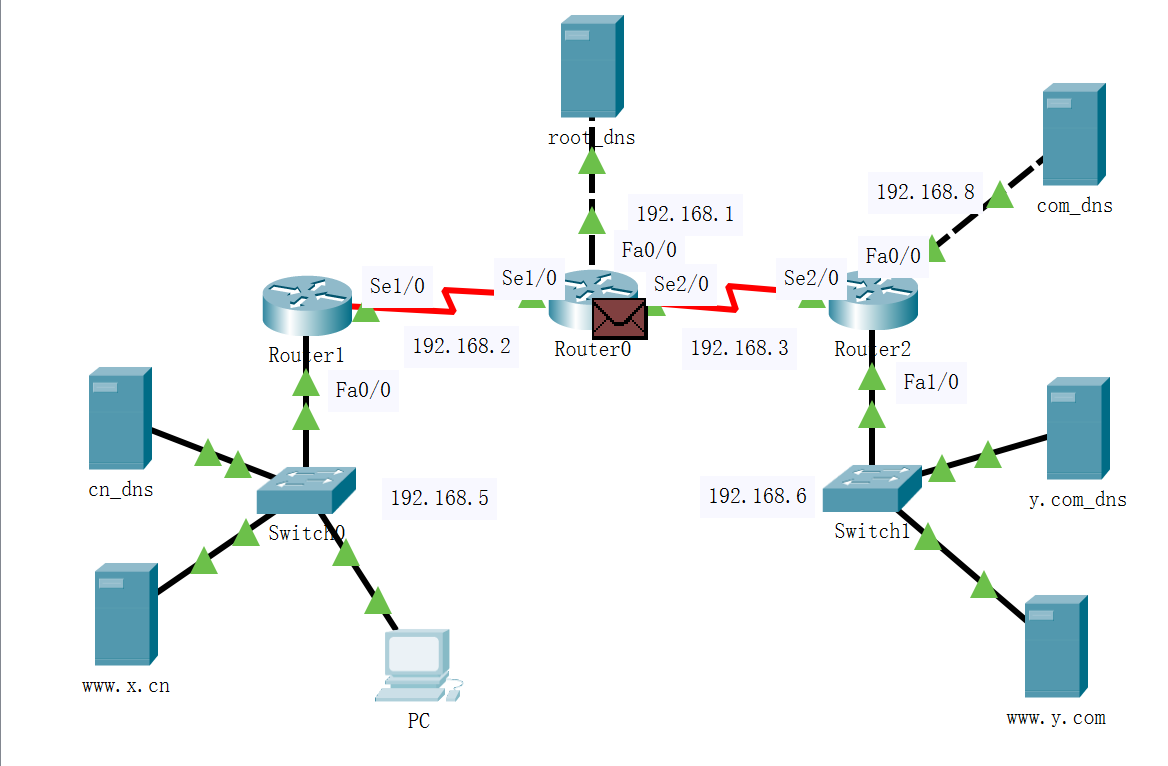 root_dns
192.168.8
com_dns
192.168.1
Fa0/0
Fa0/0
Se1/0
Se1/0
Se2/0
Se2/0
192.168.2
192.168.3
Router1
Router0
Router2
Fa0/0
Fa1/0
cn_dns
192.168.5
192.168.6
y.com_dns
Switch0
Switch1
www.x.cn
PC
www.y.com